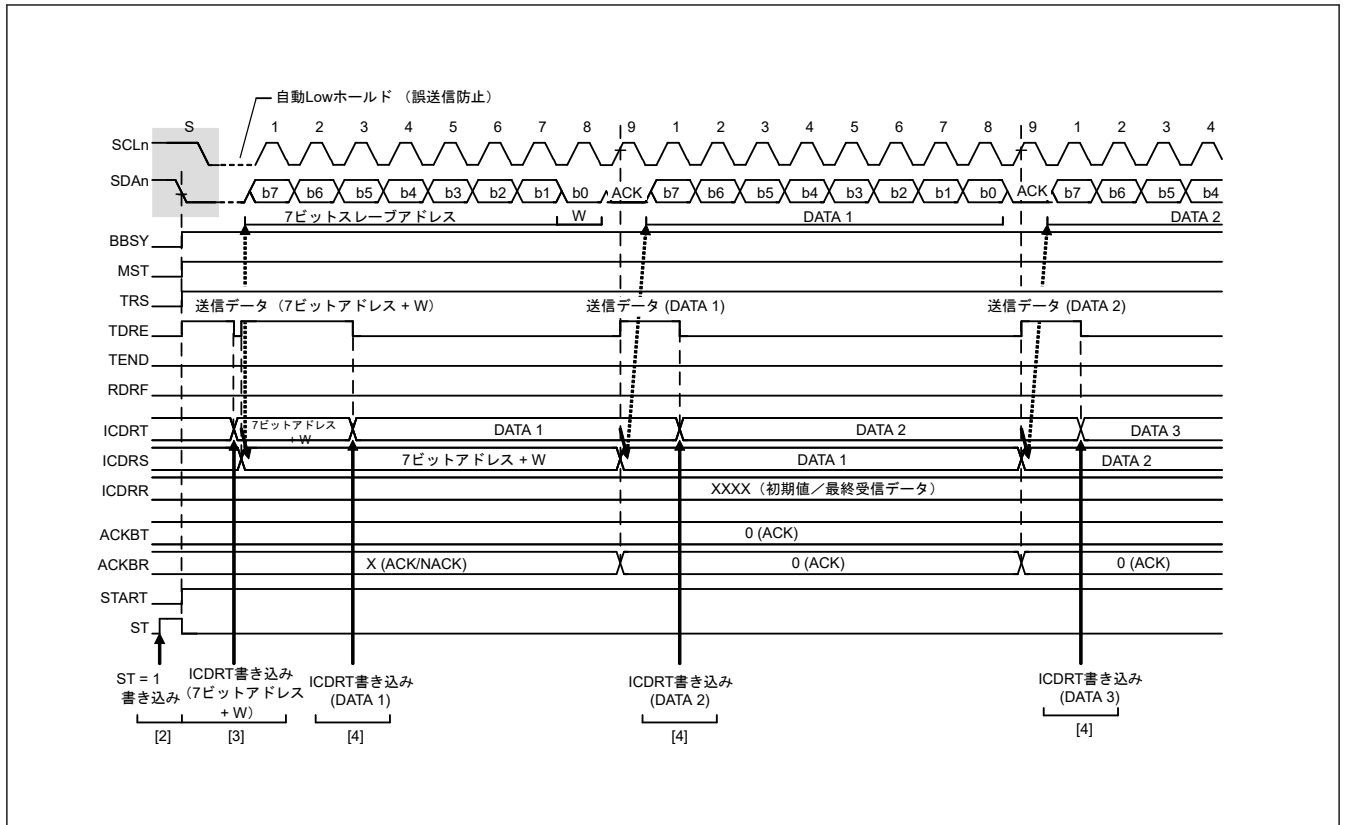 自動Lowホールド （誤送信防止）
S 1 2 3 4 5 6 7 8 9 1 2 3 4 5 6 7 8 9 1 2 3 4
SCLn
SDAn b7 b6 b5 b4 b3 b2 b1 b0 ACK b7 b6 b5 b4 b3 b2 b1 b0 ACK b7 b6 b5 b4
7ビットスレーブアドレス W DATA 1 DATA 2
BBSY
MST
TRS 送信データ（7ビットアドレス + W） 送信データ (DATA 1) 送信データ (DATA 2)
TDRE
TEND
RDRF
ICDRT 7ビットアドレス + W DATA 1 DATA 2 DATA 3
ICDRS 7ビットアドレス + W DATA 1 DATA 2
ICDRR XXXX（初期値／最終受信データ）
ACKBT 0 (ACK)
ACKBR X (ACK/NACK) 0 (ACK) 0 (ACK)
START
ST
ST = 1
書き込み
ICDRT書き込み
（7ビットアドレス
+ W）
ICDRT書き込み
(DATA 1)
ICDRT書き込み
(DATA 2)
ICDRT書き込み
(DATA 3)
[2] [3] [4] [4] [4]